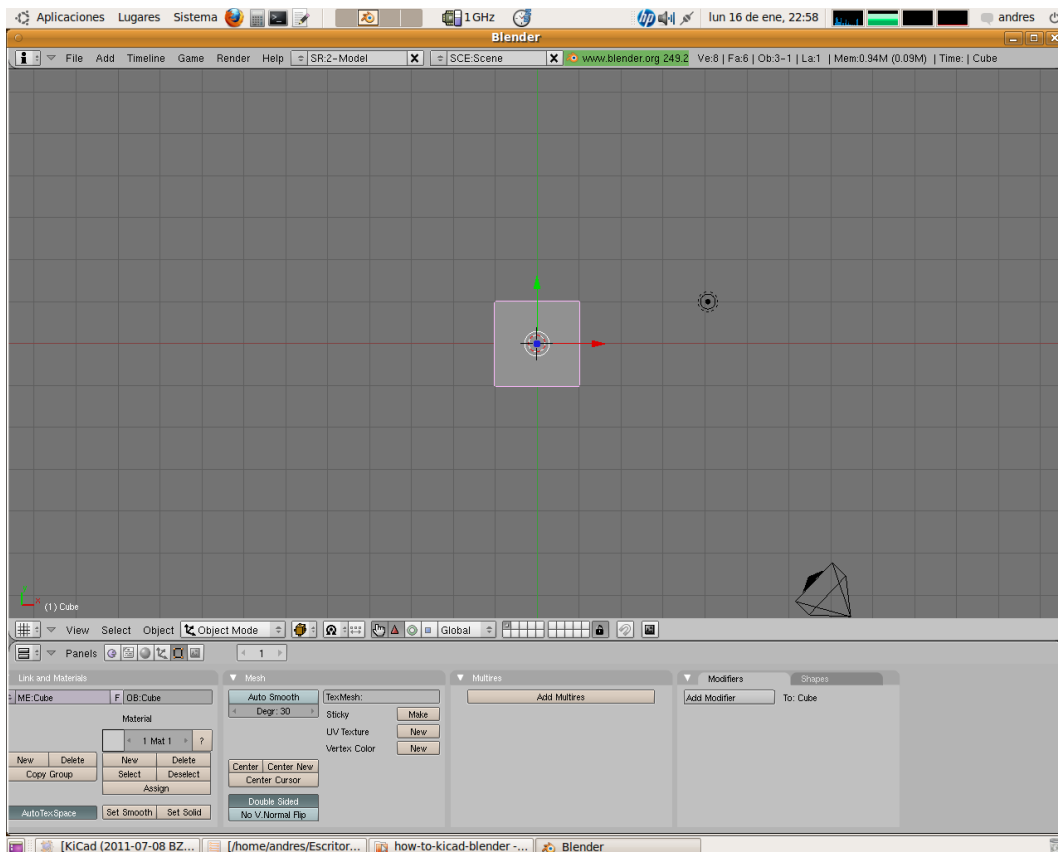 Aplicaciones Lugares Sistema 1 GHz lun 16 de ene, 22:58 andres
Blender
File Add Timeline Game Render Help SR:2-Model X SCE:Scene X www.blender.org 249.2 Ve:8 | Fa:6 | Ob:3-1 | La:1 | Mem:0.94M (0.09M) | Time: | Cube
x (1) Cube
View Select Object Object Mode Global
Panels 1
Link and Materials Mesh Multires Modifiers Shapes
ME:Cube F OB:Cube Auto Smooth TexMesh: Add Multires Add Modifier To: Cube
Degr: 30 Sticky Make
Material
UV Texture New
1 Mat 1 ? Vertex Color New
New Delete New Delete Center Center New
Copy Group Select Deselect Center Cursor
Assign
Double Sided
AutoTexSpace Set Smooth Set Solid No V.Normal Flip
[KiCad (2011-07-08 BZ... [/home/andres/Escritor... how-to-kicad-blender -... Blender